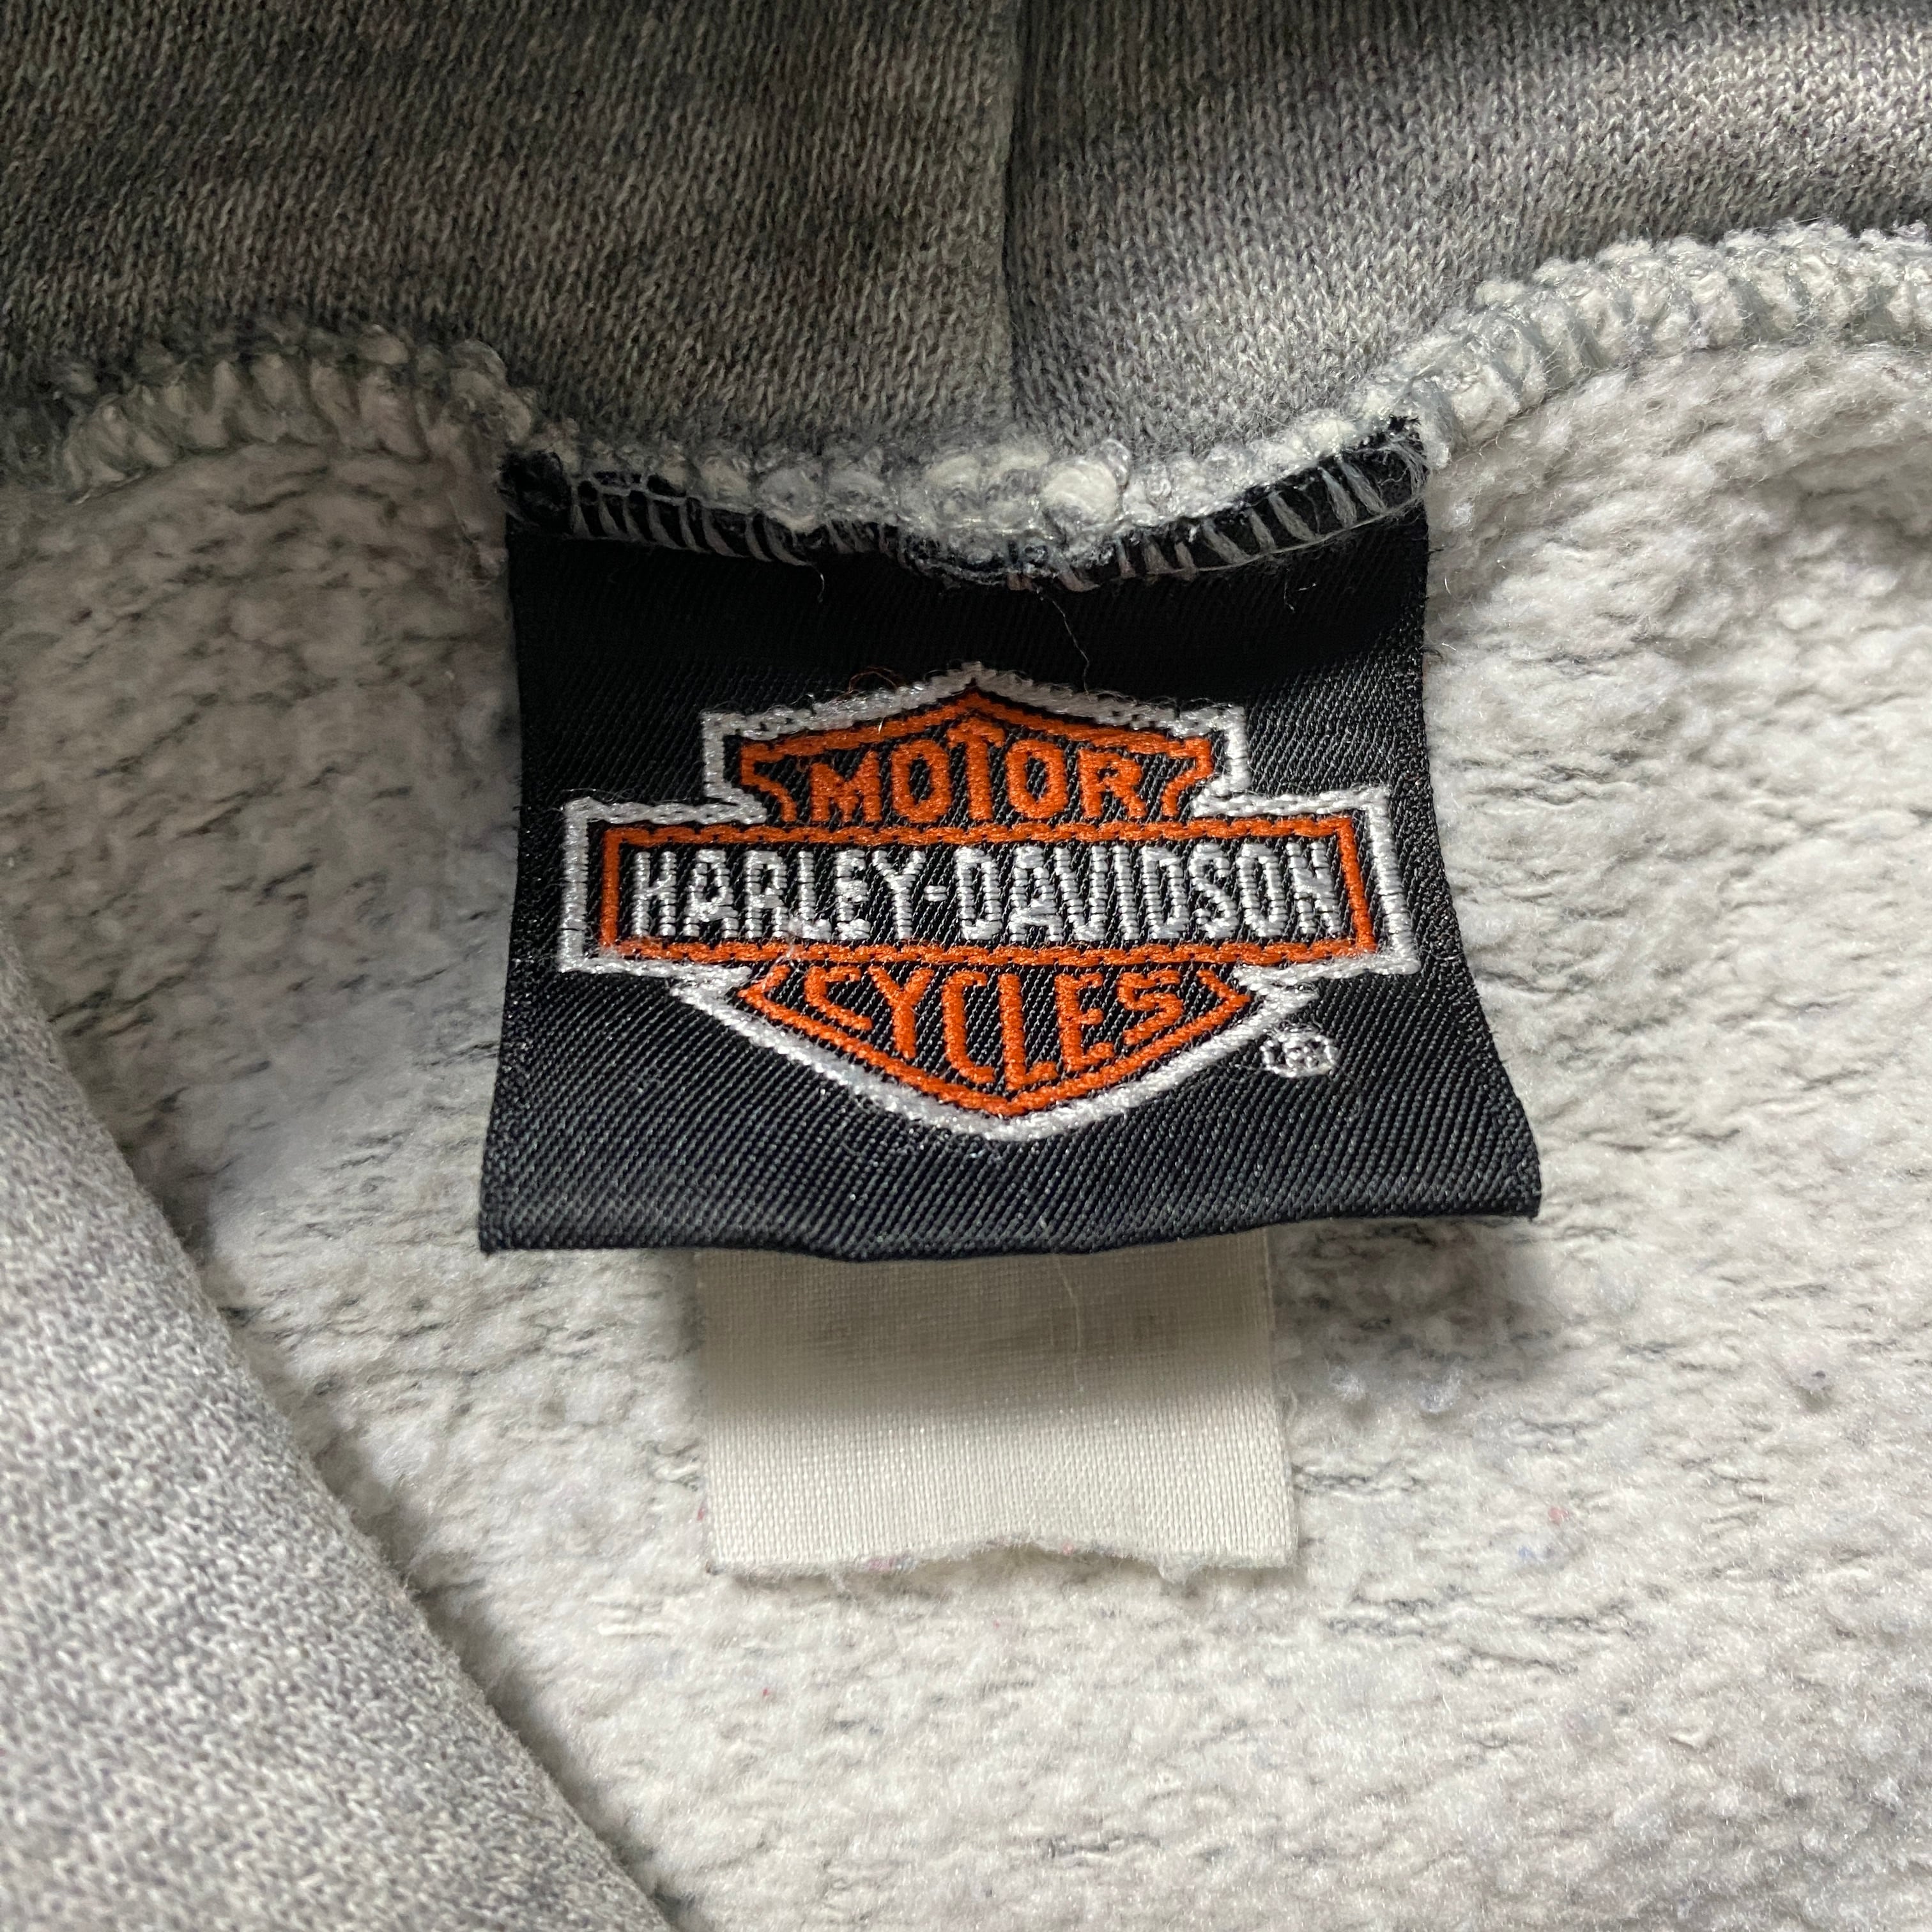 MOTOR
HARLEY-DAVIDSON
CYCLES
®